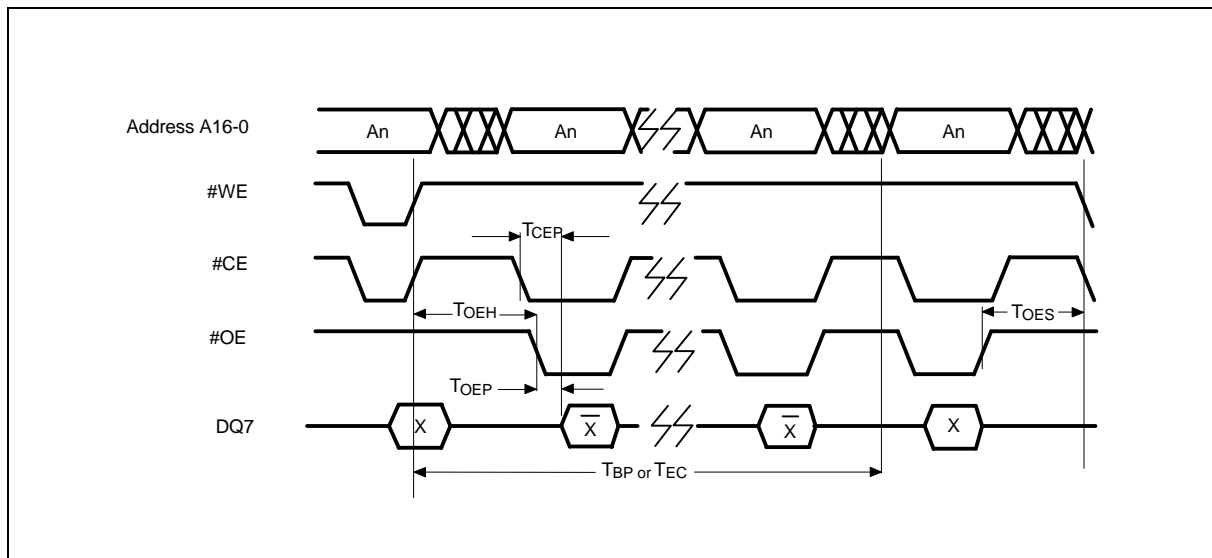 Address A16-0
An
An
An
An
#WE
TCEP
#CE
TOEH
TOES
#OE
TOEP
DQ7
X
X̅
X̅
X
TBP or TEC